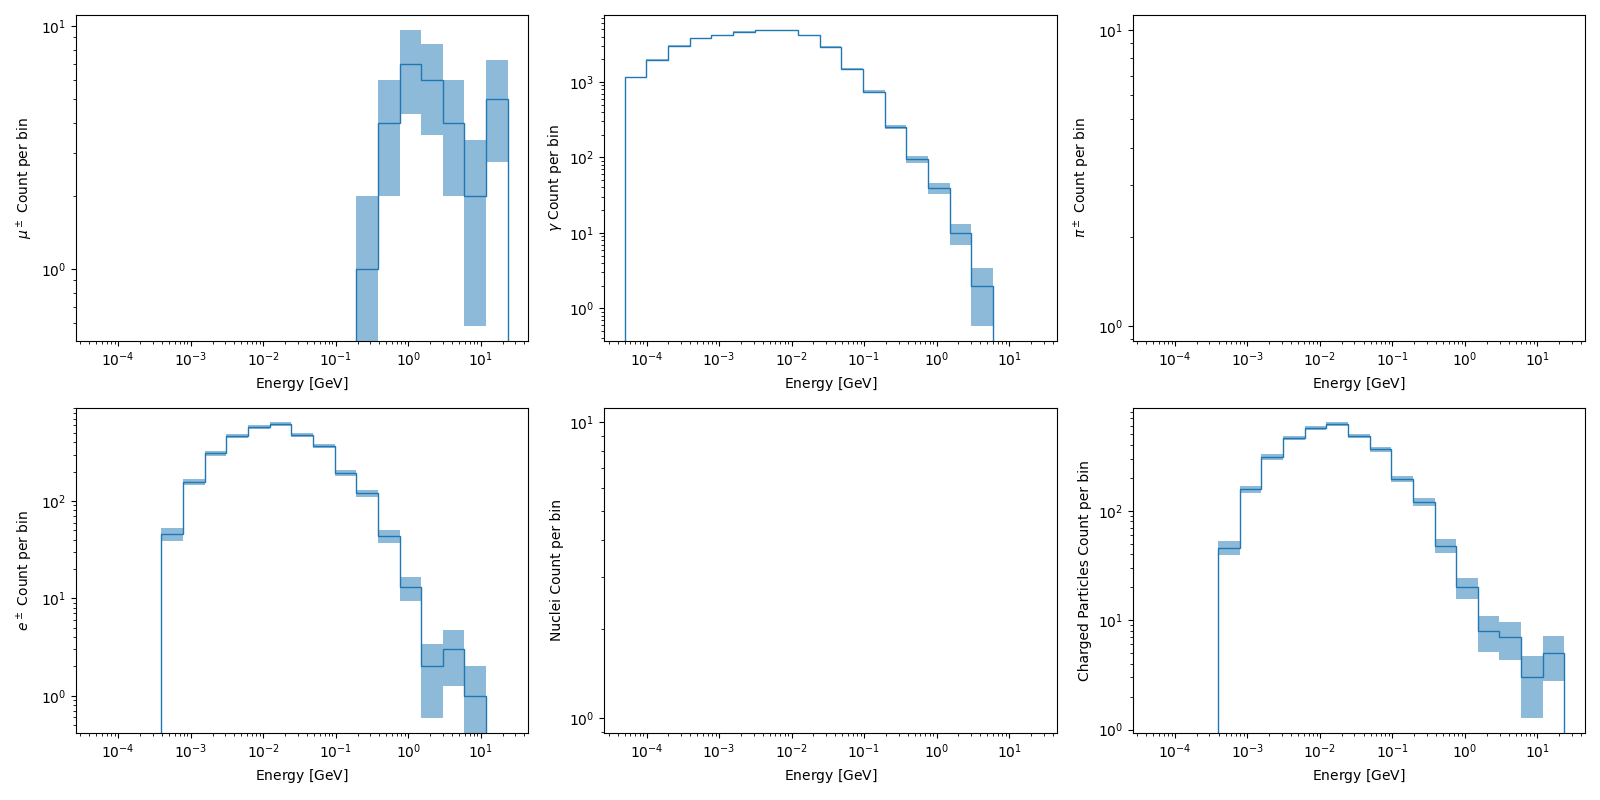 10¹
10⁰
μ± Count per bin
10⁻⁴ 10⁻³ 10⁻² 10⁻¹ 10⁰ 10¹
Energy [GeV]
10³
10²
10¹
10⁰
γ Count per bin
10⁻⁴ 10⁻³ 10⁻² 10⁻¹ 10⁰ 10¹
Energy [GeV]
10¹
10⁰
π± Count per bin
10⁻⁴ 10⁻³ 10⁻² 10⁻¹ 10⁰ 10¹
Energy [GeV]
10²
10¹
10⁰
e± Count per bin
10⁻⁴ 10⁻³ 10⁻² 10⁻¹ 10⁰ 10¹
Energy [GeV]
10¹
10⁰
Nuclei Count per bin
10⁻⁴ 10⁻³ 10⁻² 10⁻¹ 10⁰ 10¹
Energy [GeV]
10²
10¹
10⁰
Charged Particles Count per bin
10⁻⁴ 10⁻³ 10⁻² 10⁻¹ 10⁰ 10¹
Energy [GeV]